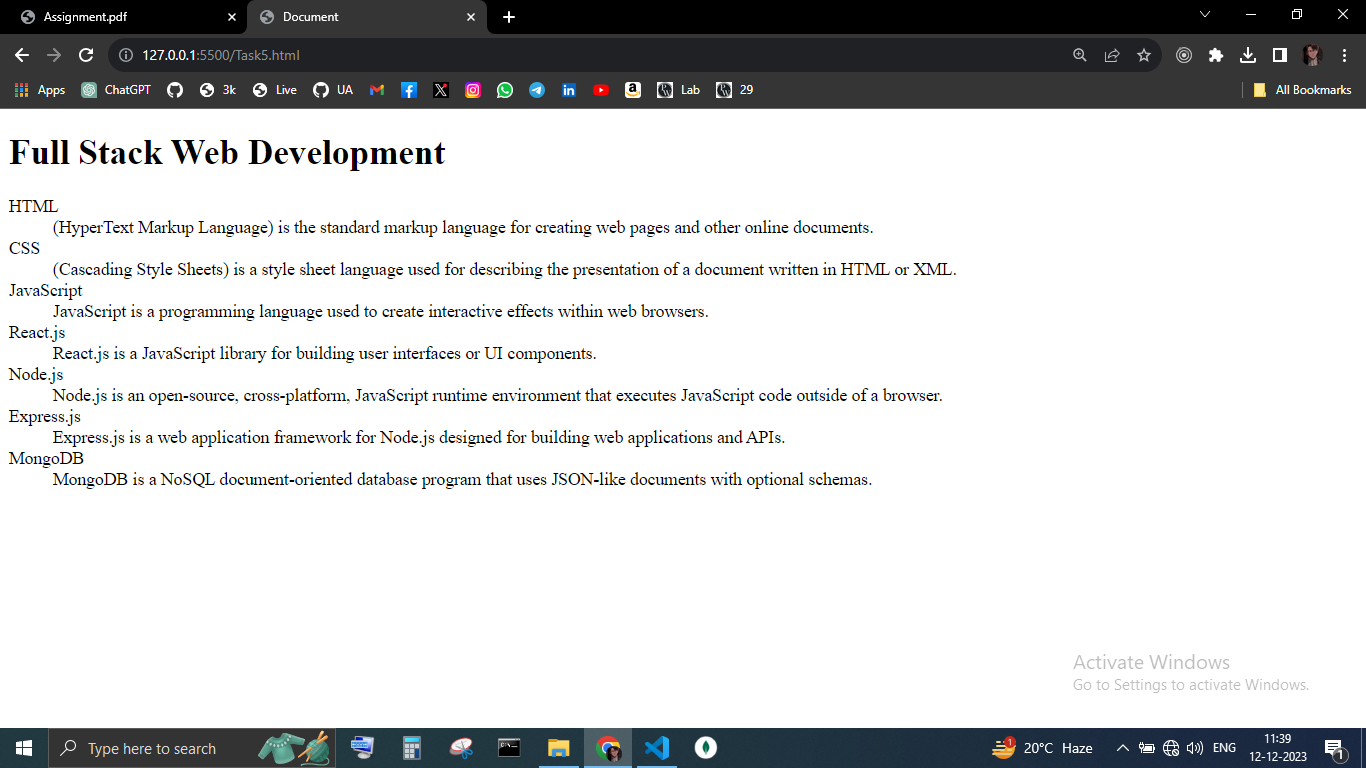 Assignment.pdf
Document
127.0.0.1:5500/Task5.html
Apps ChatGPT 3k Live UA Lab 29 All Bookmarks
Full Stack Web Development
HTML
(HyperText Markup Language) is the standard markup language for creating web pages and other online documents.
CSS
(Cascading Style Sheets) is a style sheet language used for describing the presentation of a document written in HTML or XML.
JavaScript
JavaScript is a programming language used to create interactive effects within web browsers.
React.js
React.js is a JavaScript library for building user interfaces or UI components.
Node.js
Node.js is an open-source, cross-platform, JavaScript runtime environment that executes JavaScript code outside of a browser.
Express.js
Express.js is a web application framework for Node.js designed for building web applications and APIs.
MongoDB
MongoDB is a NoSQL document-oriented database program that uses JSON-like documents with optional schemas.
Activate Windows
Go to Settings to activate Windows.
Type here to search
1
20°C Haze
ENG
11:39
12-12-2023
1